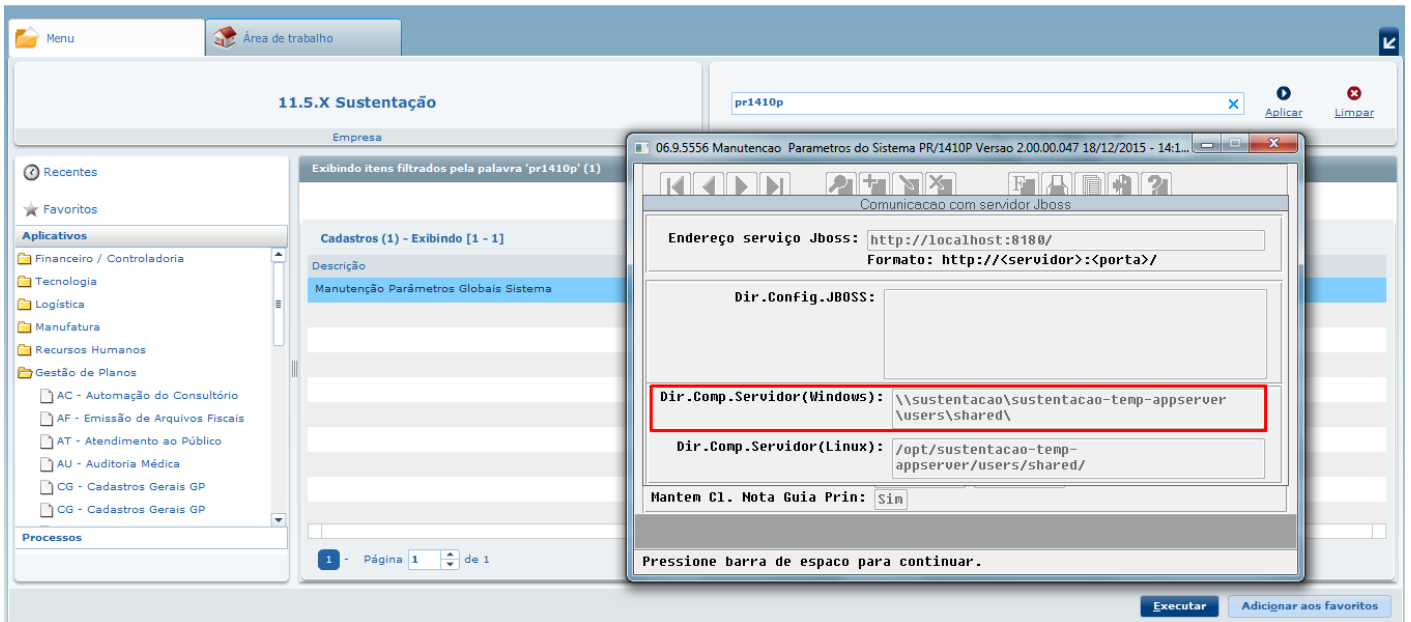 Menu
Área de trabalho
11.5.X Sustentação
Empresa
pr1410p
Aplicar
Limpar
Recentes
Favoritos
Aplicativos
Financeiro / Controladoria
Tecnologia
Logística
Manufatura
Recursos Humanos
Gestão de Planos
AC - Automação do Consultório
AF - Emissão de Arquivos Fiscais
AT - Atendimento ao Público
AU - Auditoria Médica
CG - Cadastros Gerais GP
CG - Cadastros Gerais GP
Processos
Exibindo itens filtrados pela palavra 'pr1410p' (1)
Cadastros (1) - Exibindo [1 - 1]
Descrição
Manutenção Parâmetros Globais Sistema
1 - Página 1 de 1
06.9.5556 Manutencao Parametros do Sistema PR/1410P Versao 2.00.00.047 18/12/2015 - 14:1...
Comunicacao com servidor Jboss
Endereço serviço Jboss: http://localhost:8180/
Formato: http://<servidor>:<porta>/
Dir.Config.JBOSS:
Dir.Comp.Servidor(Windows): \\sustentacao\sustentacao-temp-appserver
\users\shared\
Dir.Comp.Servidor(Linux): /opt/sustentacao-temp-
appserver/users/shared/
Mantem Cl. Nota Guia Prin: Sim
Pressione barra de espaco para continuar.
Executar
Adicionar aos favoritos